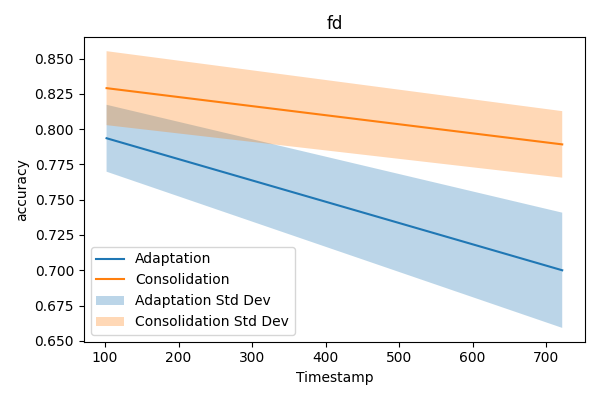 fd
0.850
0.825
0.800
0.775
0.750
0.725
0.700
0.675
0.650
accuracy
Adaptation
Consolidation
Adaptation Std Dev
Consolidation Std Dev
100 200 300 400 500 600 700
Timestamp